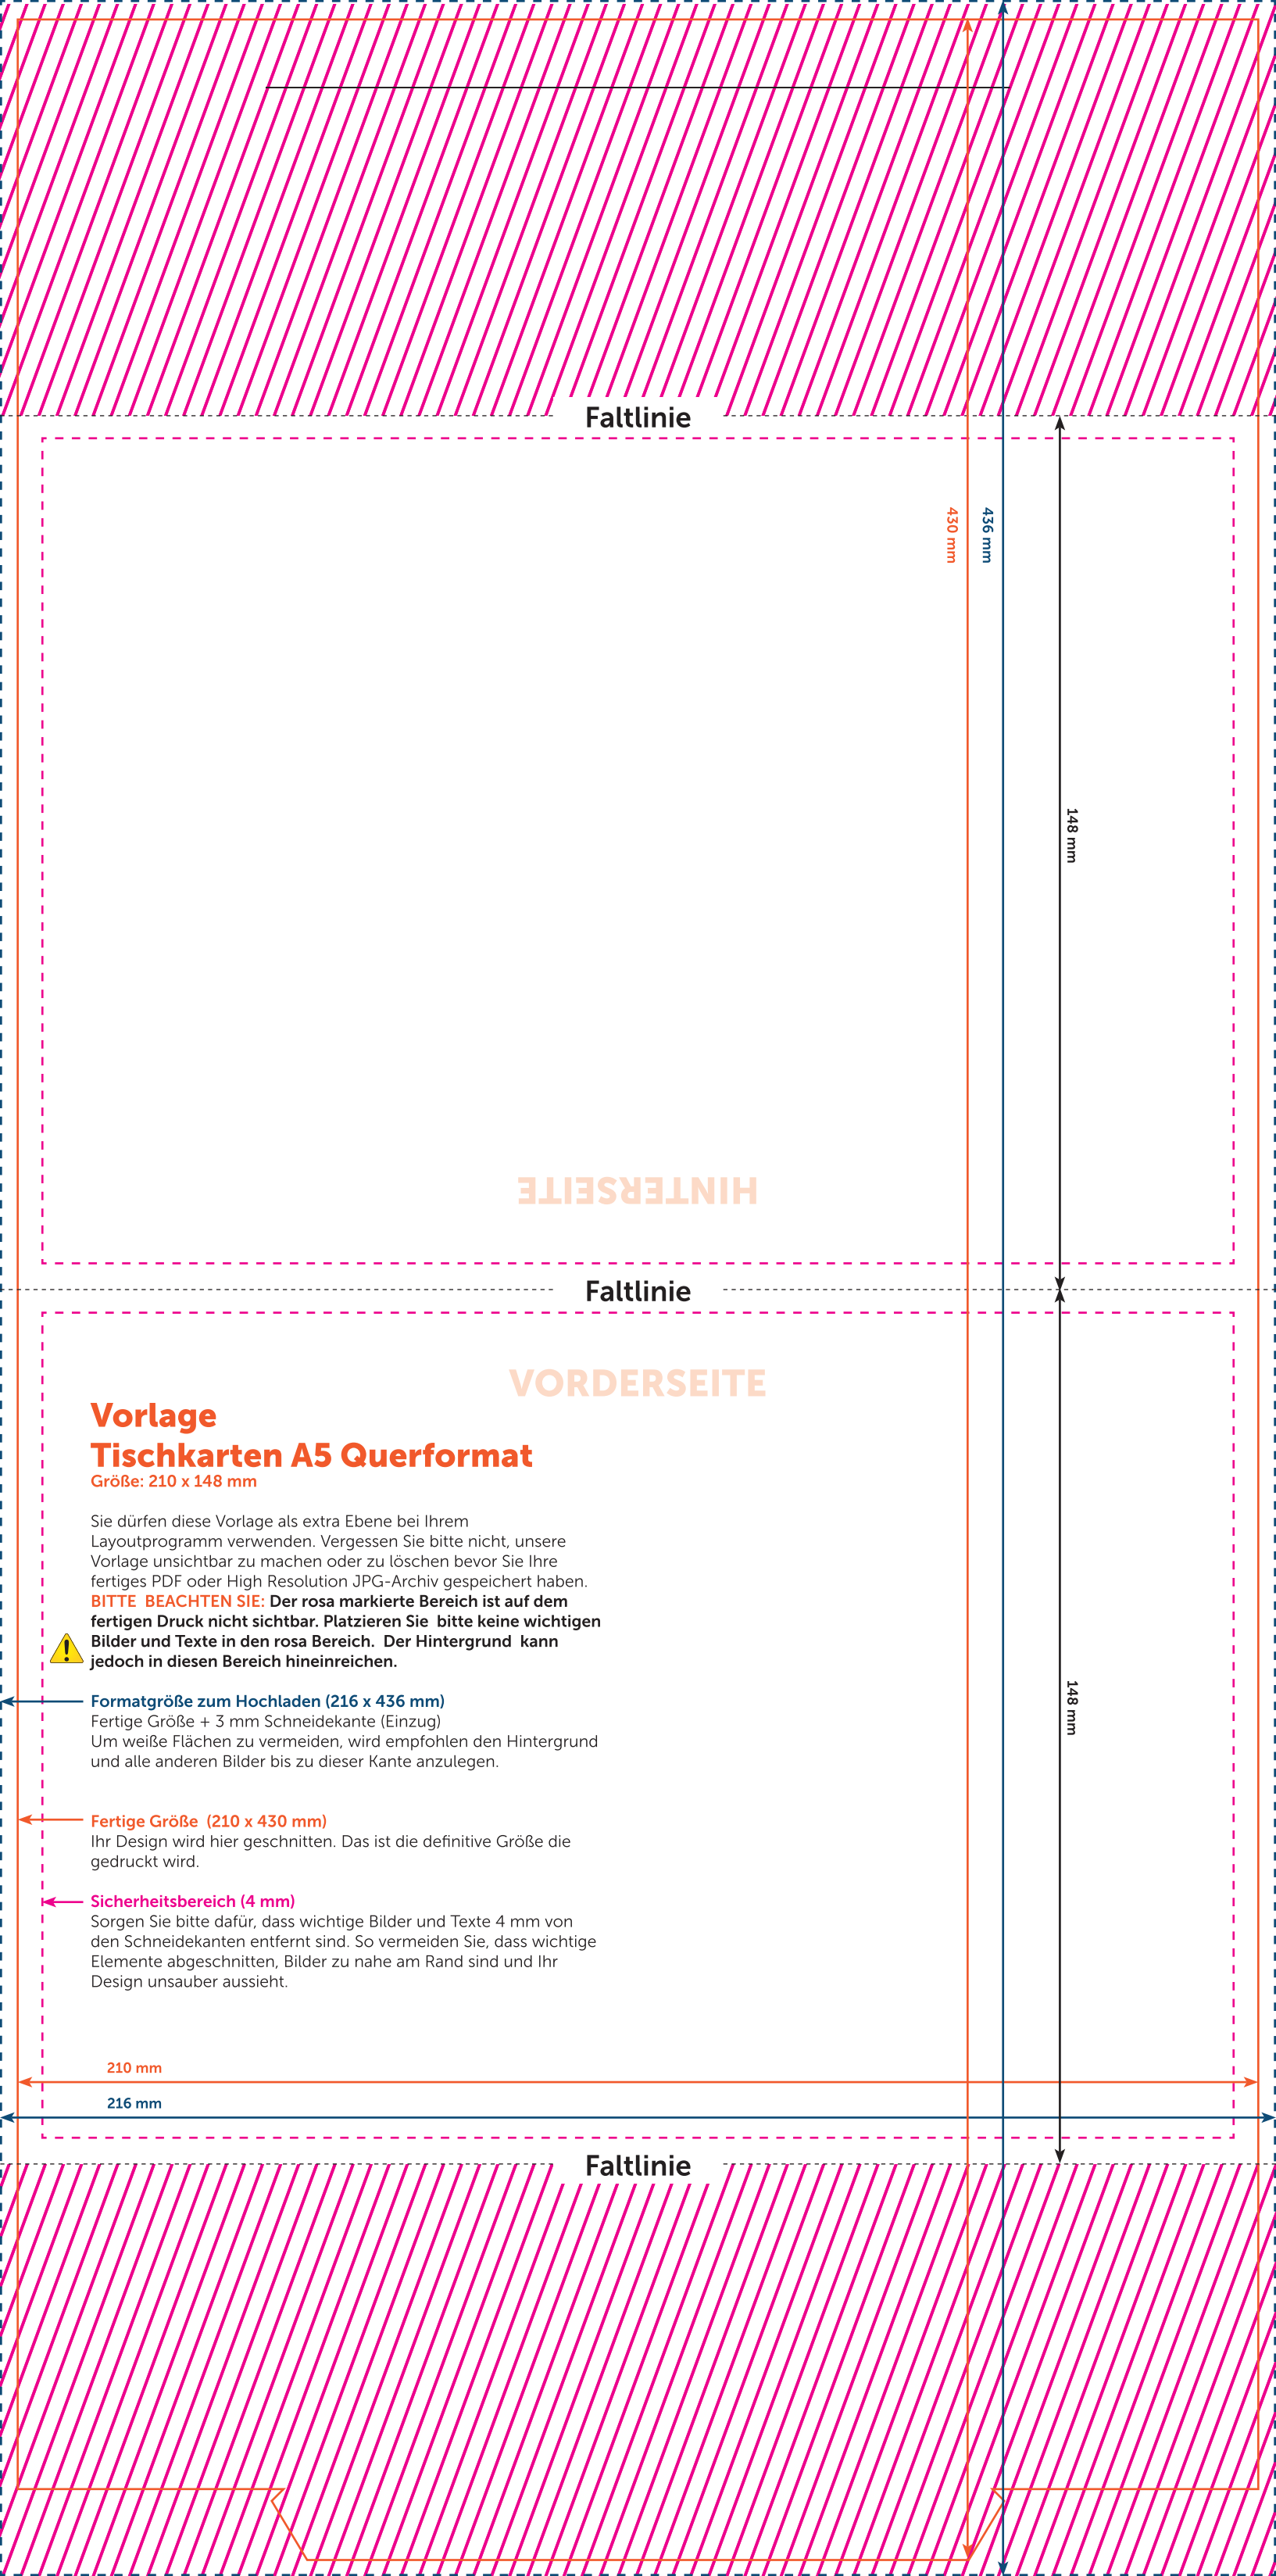 Faltlinie
430 mm
436 mm
148 mm
HINTERSEITE
Faltlinie
VORDERSEITE
Vorlage
Tischkarten A5 Querformat
Größe: 210 x 148 mm
Sie dürfen diese Vorlage als extra Ebene bei Ihrem
Layoutprogramm verwenden. Vergessen Sie bitte nicht, unsere
Vorlage unsichtbar zu machen oder zu löschen bevor Sie Ihre
fertiges PDF oder High Resolution JPG-Archiv gespeichert haben.
BITTE BEACHTEN SIE: Der rosa markierte Bereich ist auf dem
fertigen Druck nicht sichtbar. Platzieren Sie bitte keine wichtigen
Bilder und Texte in den rosa Bereich. Der Hintergrund kann
jedoch in diesen Bereich hineinreichen.
Formatgröße zum Hochladen (216 x 436 mm)
Fertige Größe + 3 mm Schneidekante (Einzug)
Um weiße Flächen zu vermeiden, wird empfohlen den Hintergrund
und alle anderen Bilder bis zu dieser Kante anzulegen.
148 mm
Fertige Größe (210 x 430 mm)
Ihr Design wird hier geschnitten. Das ist die definitive Größe die
gedruckt wird.
Sicherheitsbereich (4 mm)
Sorgen Sie bitte dafür, dass wichtige Bilder und Texte 4 mm von
den Schneidekanten entfernt sind. So vermeiden Sie, dass wichtige
Elemente abgeschnitten, Bilder zu nahe am Rand sind und Ihr
Design unsauber aussieht.
210 mm
216 mm
Faltlinie